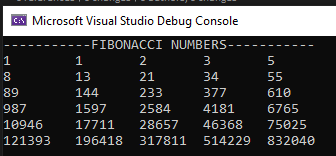 Microsoft Visual Studio Debug Console
-----------FIBONACCI NUMBERS-----------
1 1 2 3 5
8 13 21 34 55
89 144 233 377 610
987 1597 2584 4181 6765
10946 17711 28657 46368 75025
121393 196418 317811 514229 832040